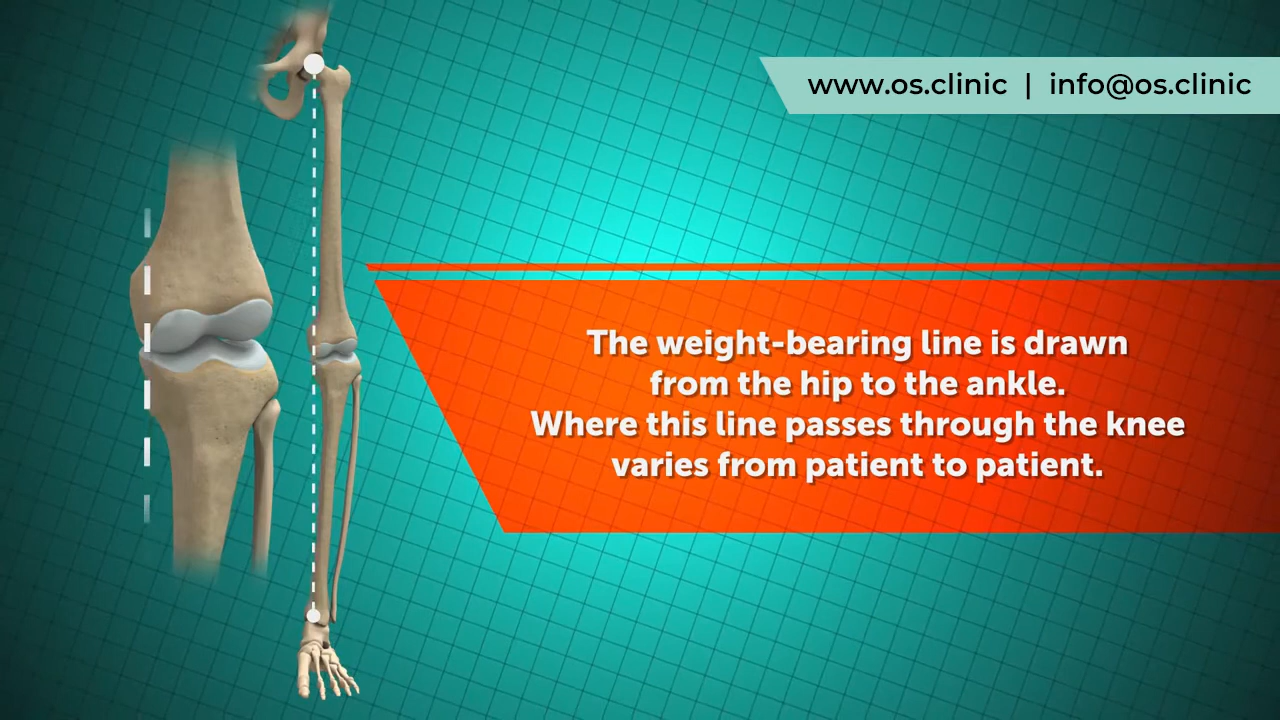 www.os.clinic | info@os.clinic
The weight-bearing line is drawn
from the hip to the ankle.
Where this line passes through the knee
varies from patient to patient.